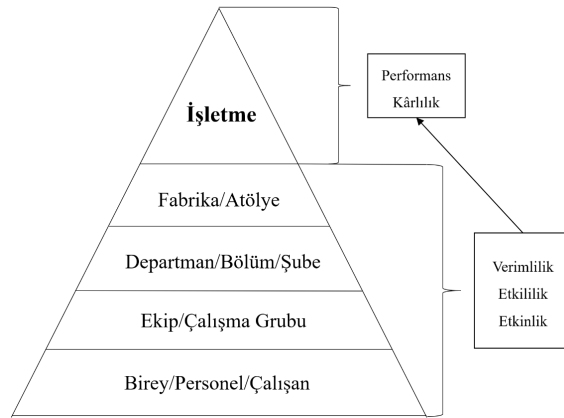 İşletme
Performans
Kârlılık
Fabrika/Atölye
Departman/Bölüm/Şube
Ekip/Çalışma Grubu
Birey/Personel/Çalışan
Verimlilik
Etkililik
Etkinlik